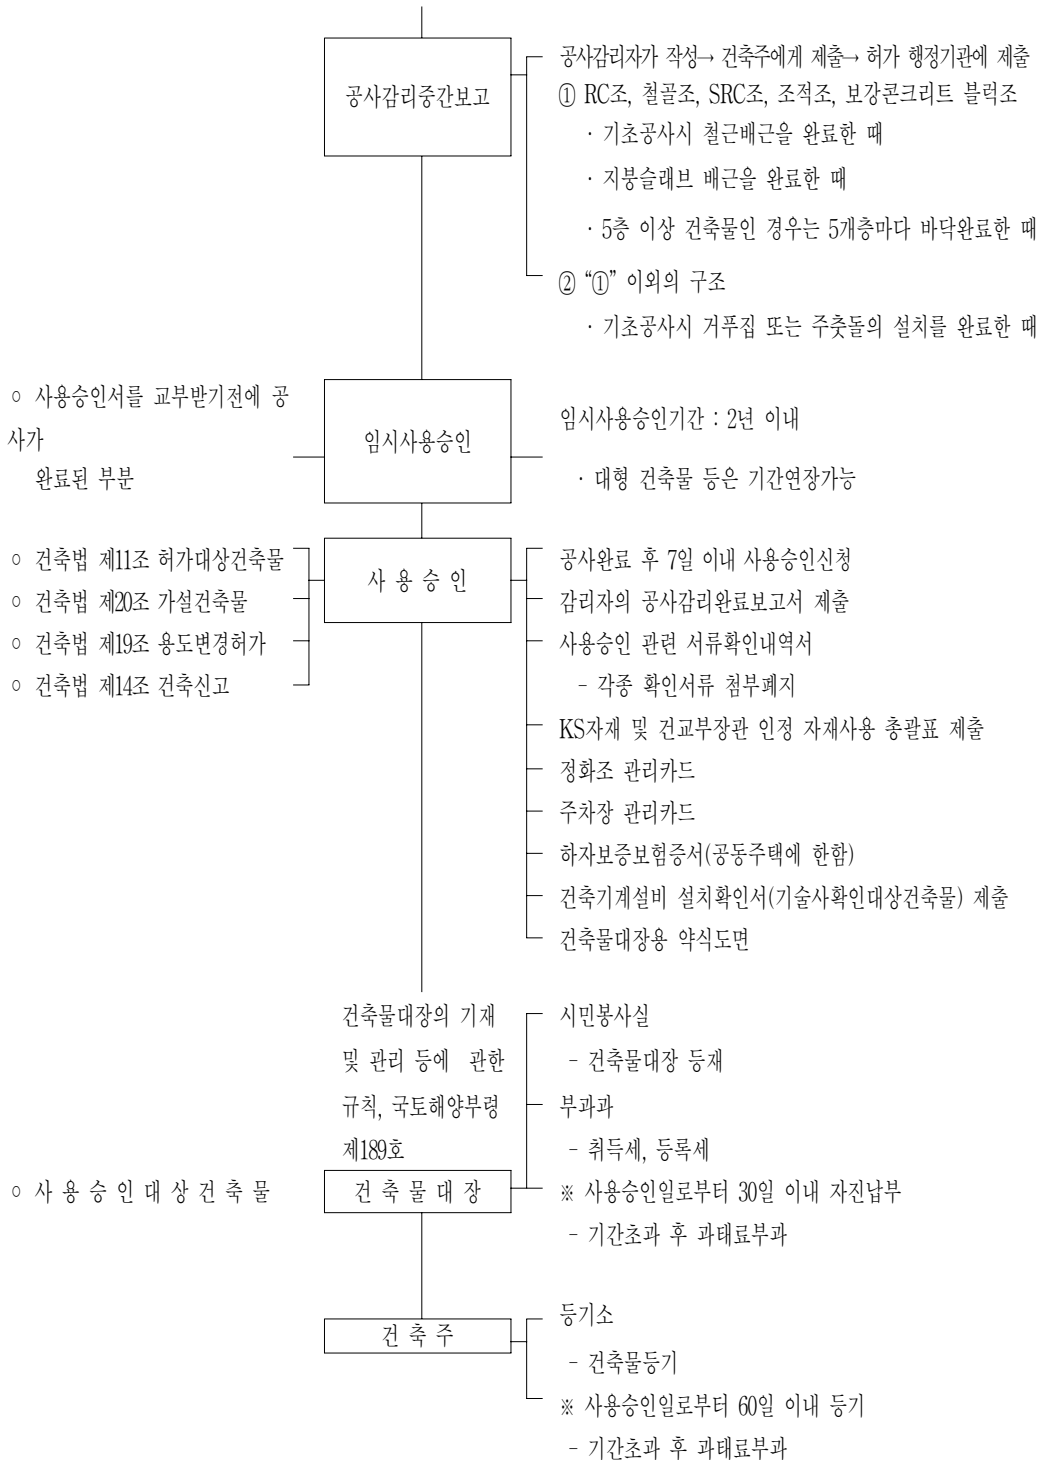 공사감리중간보고
공사감리자가 작성→ 건축주에게 제출→ 허가 행정기관에 제출
① RC조, 철골조, SRC조, 조적조, 보강콘크리트 블럭조
· 기초공사시 철근배근을 완료한 때
· 지붕슬래브 배근을 완료한 때
· 5층 이상 건축물인 경우는 5개층마다 바닥완료한 때
② “①” 이외의 구조
· 기초공사시 거푸집 또는 주춧돌의 설치를 완료한 때
○ 사용승인서를 교부받기전에 공
사가
완료된 부분
임시사용승인
임시사용승인기간 : 2년 이내
· 대형 건축물 등은 기간연장가능
○ 건축법 제11조 허가대상건축물
○ 건축법 제20조 가설건축물
○ 건축법 제19조 용도변경허가
○ 건축법 제14조 건축신고
사 용 승 인
공사완료 후 7일 이내 사용승인신청
감리자의 공사감리완료보고서 제출
사용승인 관련 서류확인내역서
- 각종 확인서류 첨부폐지
KS자재 및 건교부장관 인정 자재사용 총괄표 제출
정화조 관리카드
주차장 관리카드
하자보증보험증서(공동주택에 한함)
건축기계설비 설치확인서(기술사확인대상건축물) 제출
건축물대장용 약식도면
건축물대장의 기재
및 관리 등에 관한
규칙, 국토해양부령
제189호
○ 사 용 승 인 대 상 건 축 물
건 축 물 대 장
시민봉사실
- 건축물대장 등재
부과과
- 취득세, 등록세
※ 사용승인일로부터 30일 이내 자진납부
- 기간초과 후 과태료부과
건 축 주
등기소
- 건축물등기
※ 사용승인일로부터 60일 이내 등기
- 기간초과 후 과태료부과